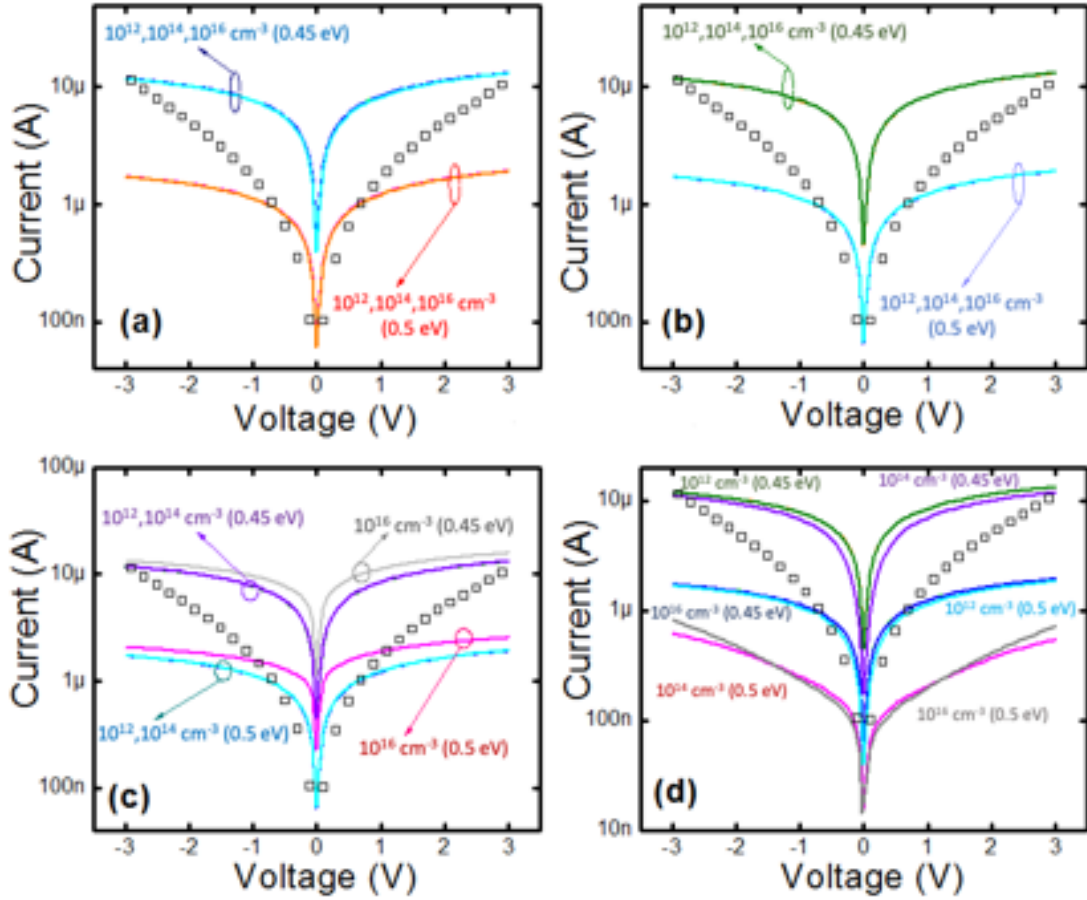 10¹²,10¹⁴,10¹⁶ cm⁻³ (0.45 eV)
10µ
1µ
100n
Current (A)
10¹²,10¹⁴,10¹⁶ cm⁻³
(0.5 eV)
(a)
-3 -2 -1 0 1 2 3
Voltage (V)
10¹²,10¹⁴,10¹⁶ cm⁻³ (0.45 eV)
10µ
1µ
100n
Current (A)
10¹²,10¹⁴,10¹⁶ cm⁻³
(0.5 eV)
(b)
-3 -2 -1 0 1 2 3
Voltage (V)
100µ
10µ
1µ
100n
Current (A)
10¹²,10¹⁴ cm⁻³ (0.45 eV)
10¹⁶ cm⁻³ (0.45 eV)
10¹²,10¹⁴ cm⁻³ (0.5 eV)
10¹⁶ cm⁻³ (0.5 eV)
(c)
-3 -2 -1 0 1 2 3
Voltage (V)
10µ
1µ
100n
10n
Current (A)
10¹² cm⁻³ (0.45 eV)
10¹⁴ cm⁻³ (0.45 eV)
10¹⁶ cm⁻³ (0.45 eV)
10¹² cm⁻³ (0.5 eV)
10¹⁴ cm⁻³ (0.5 eV)
10¹⁶ cm⁻³ (0.5 eV)
(d)
-3 -2 -1 0 1 2 3
Voltage (V)